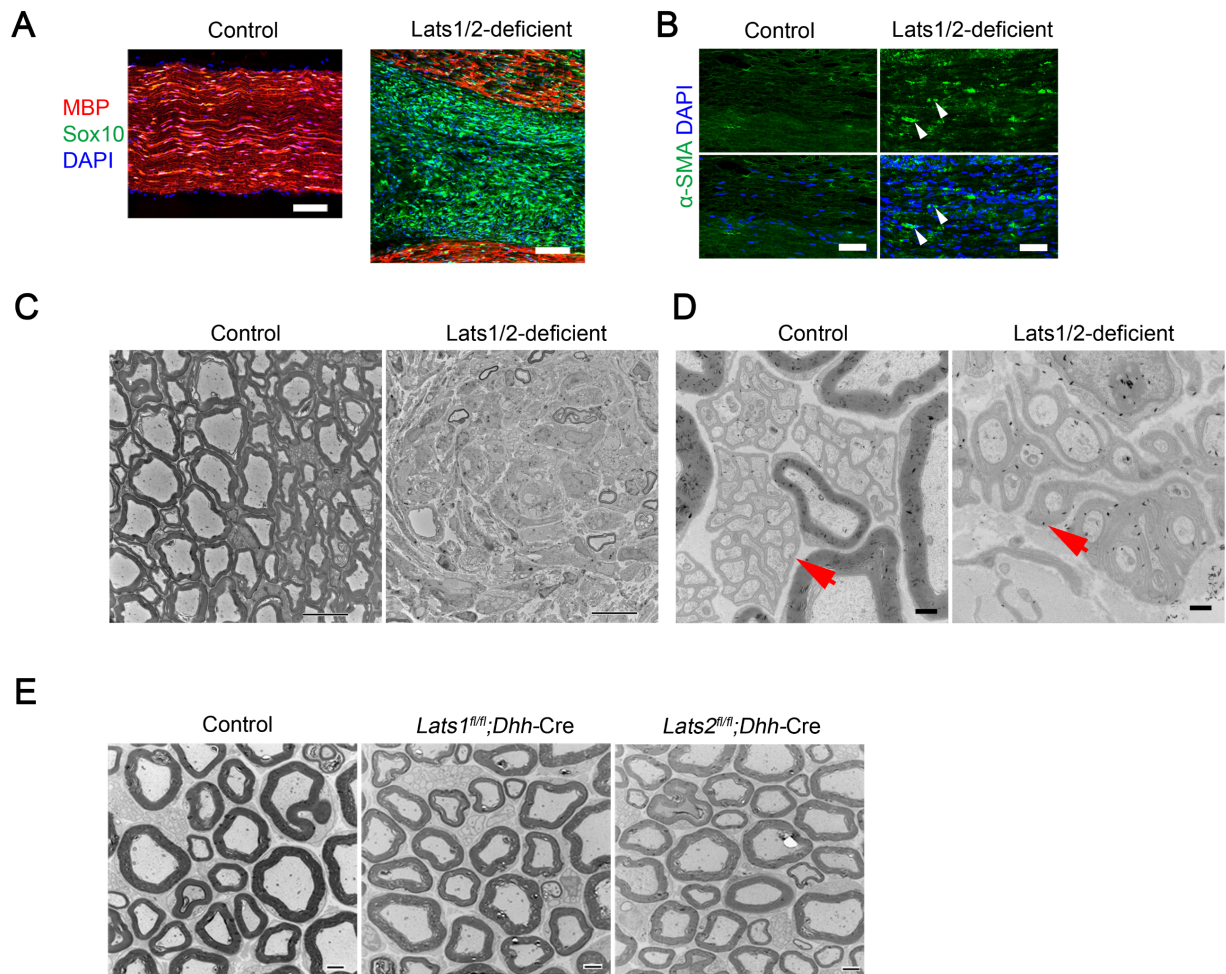 A
Control
Lats1/2-deficient
MBP
Sox10
DAPI
B
Control
Lats1/2-deficient
α-SMA DAPI
C
Control
Lats1/2-deficient
D
Control
Lats1/2-deficient
E
Control
Lats1fl/fl;Dhh-Cre
Lats2fl/fl;Dhh-Cre